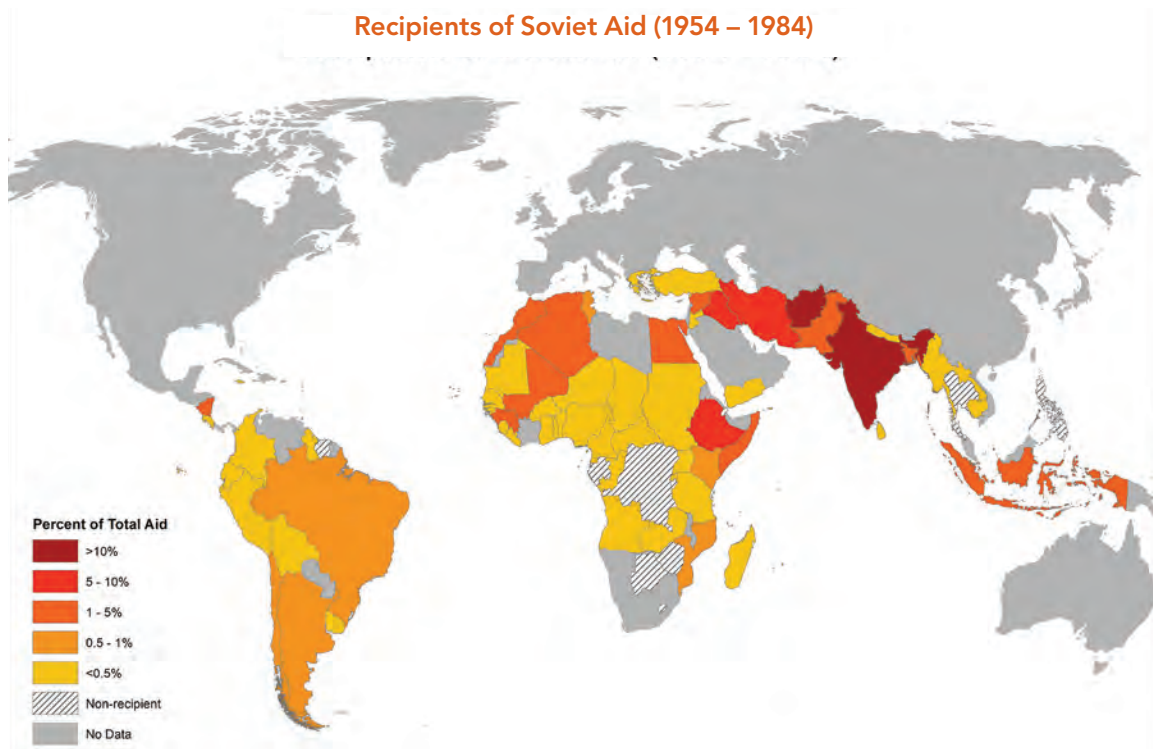 Recipients of Soviet Aid (1954 – 1984)
Percent of Total Aid
>10%
5 - 10%
1 - 5%
0.5 - 1%
<0.5%
Non-recipient
No Data